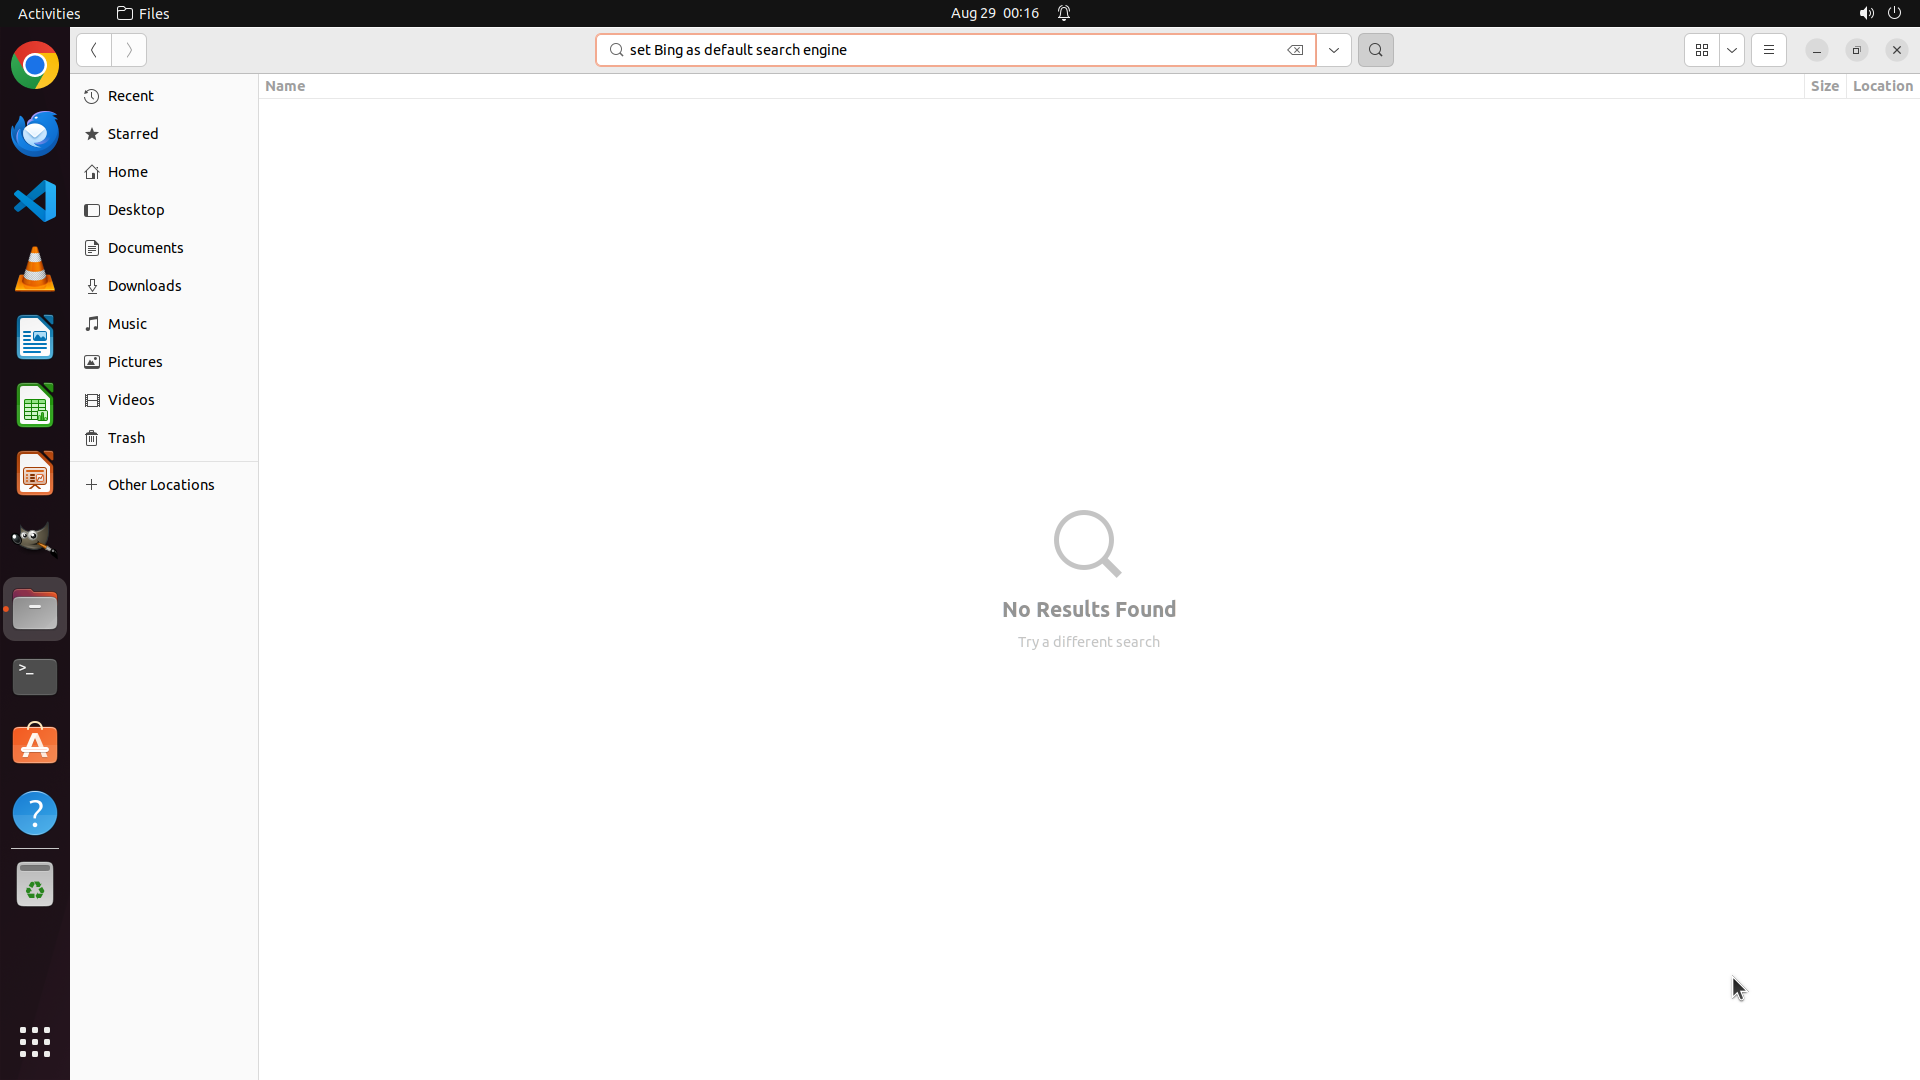 Activities
Files
Aug 29 00:16
set Bing as default search engine
Recent
Starred
Home
Desktop
Documents
Downloads
Music
Pictures
Videos
Trash
Other Locations
Name
Size
Location
No Results Found
Try a different search